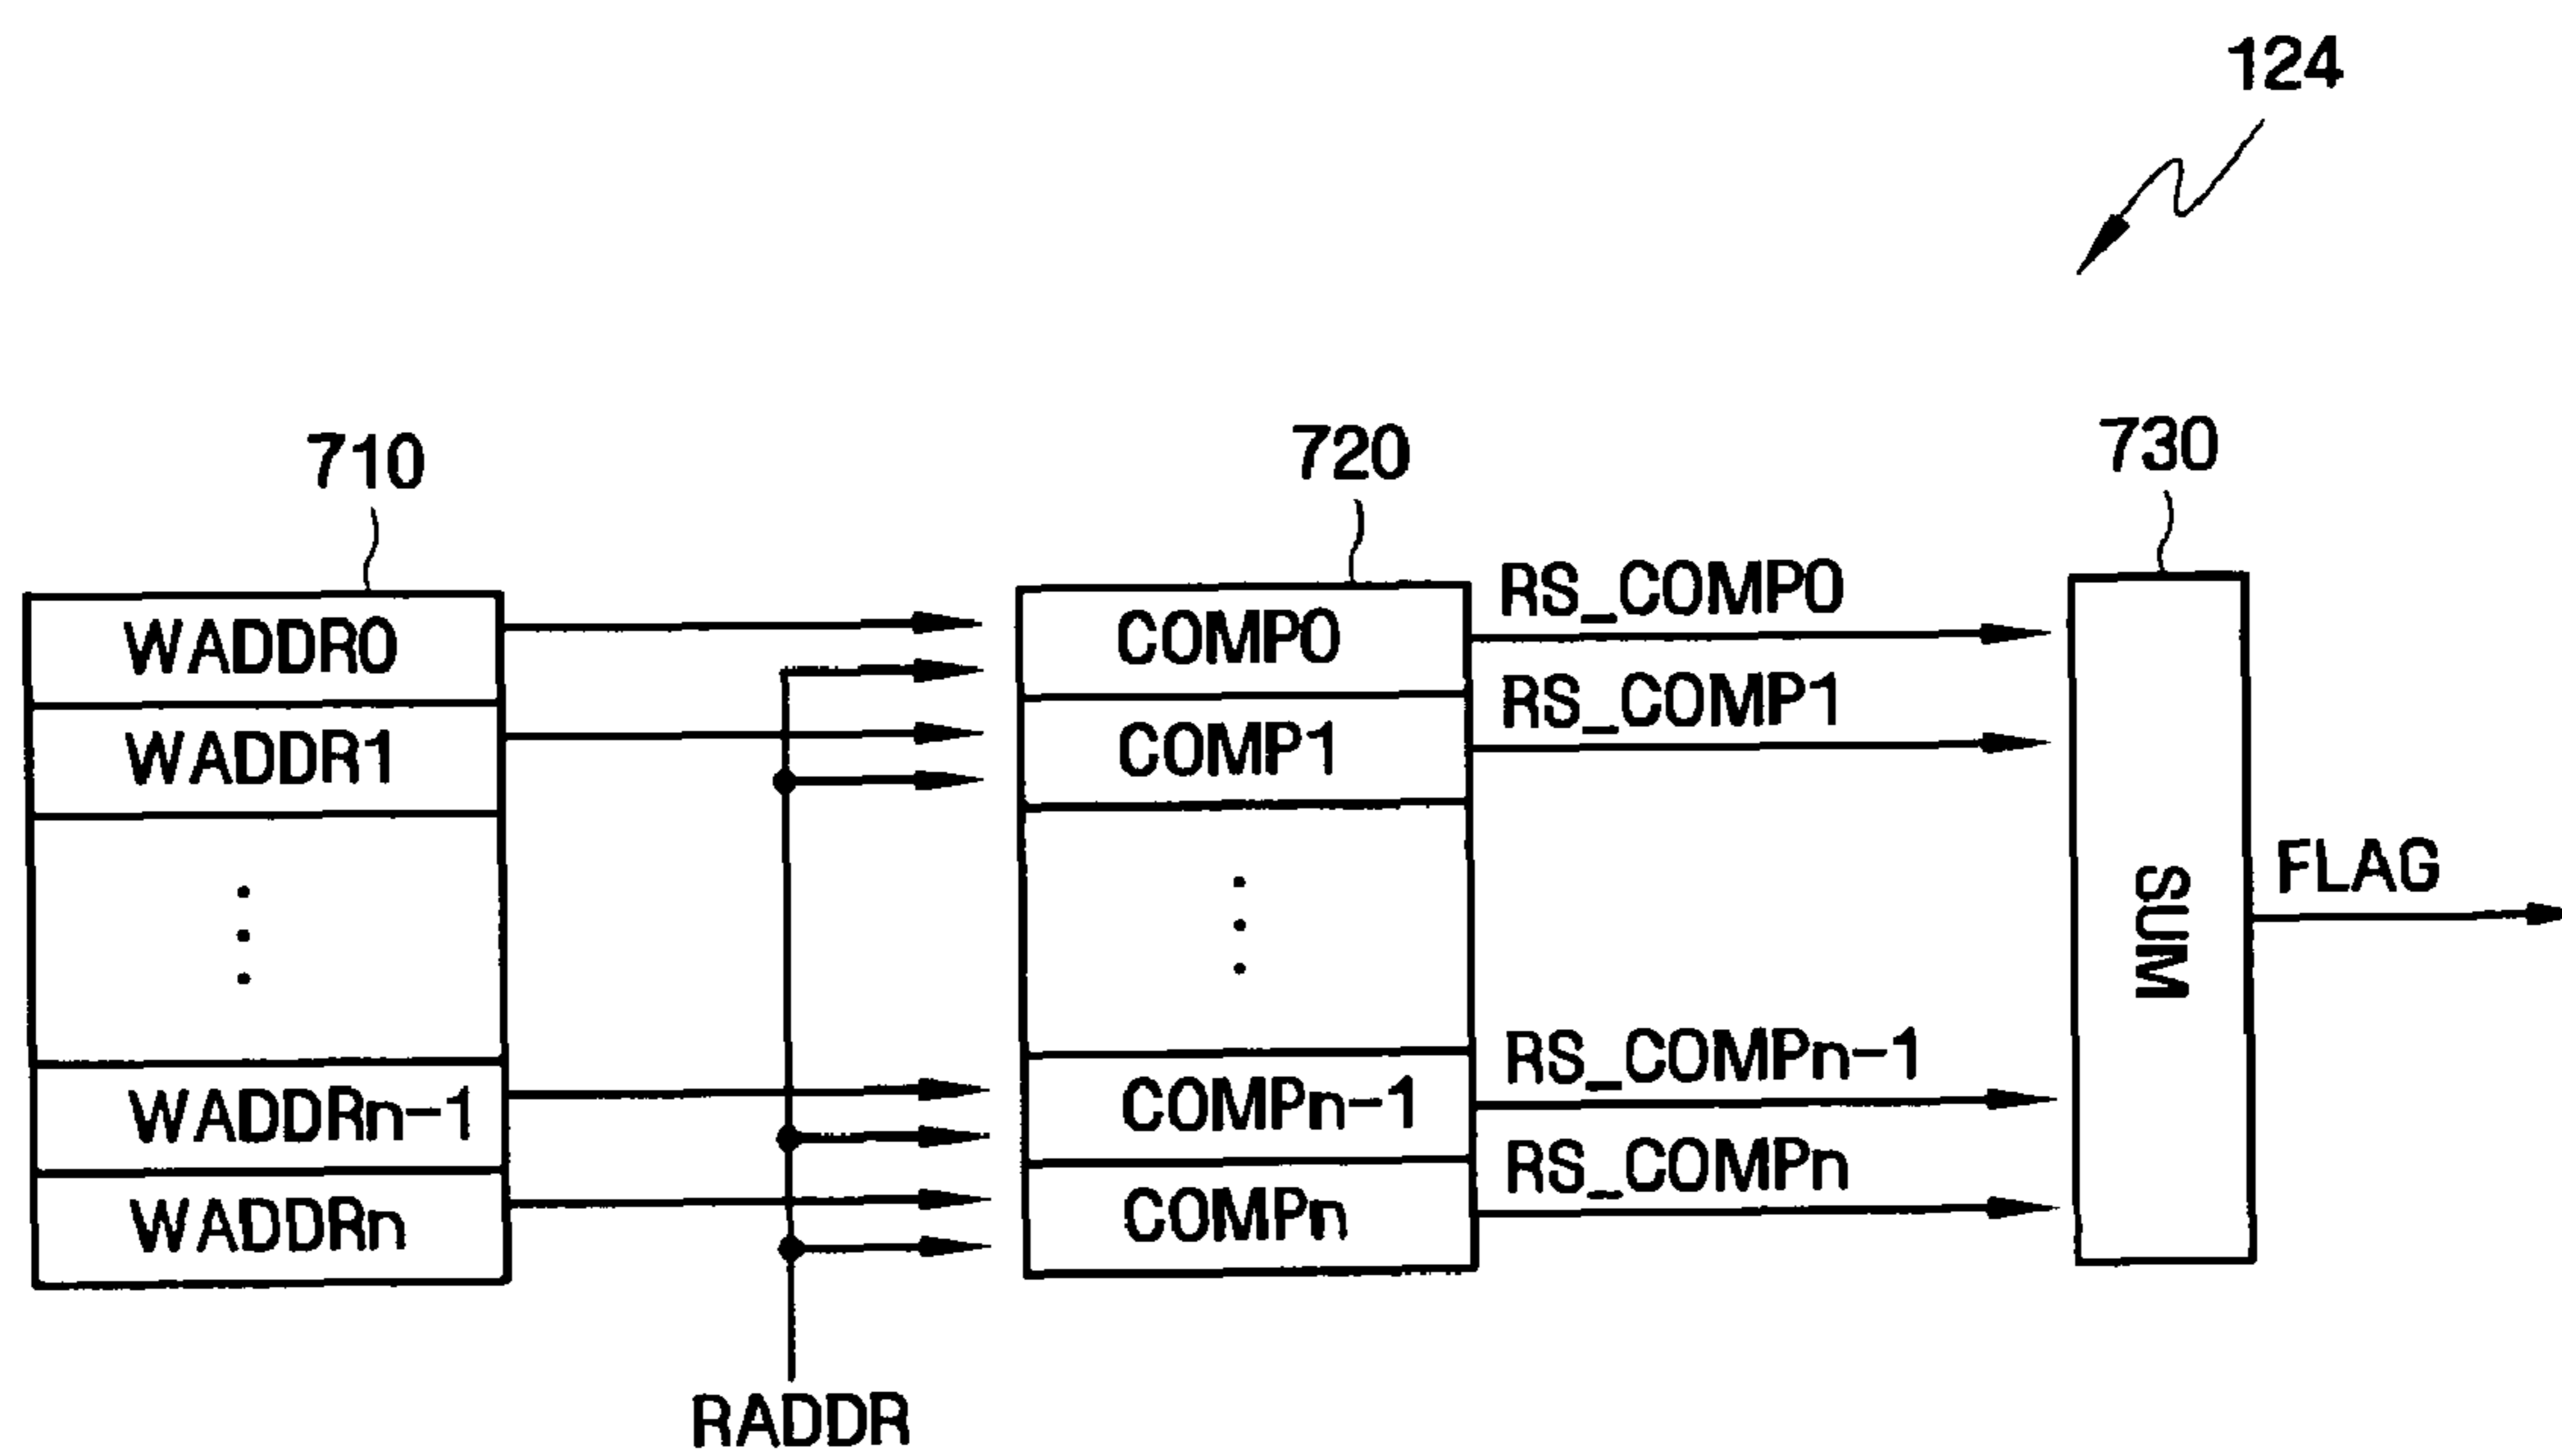 124
710
720
730
WADDR0
WADDR1
WADDRn-1
WADDRn
RADDR
COMP0
COMP1
COMPn-1
COMPn
RS_COMP0
RS_COMP1
RS_COMPn-1
RS_COMPn
SUM
FLAG